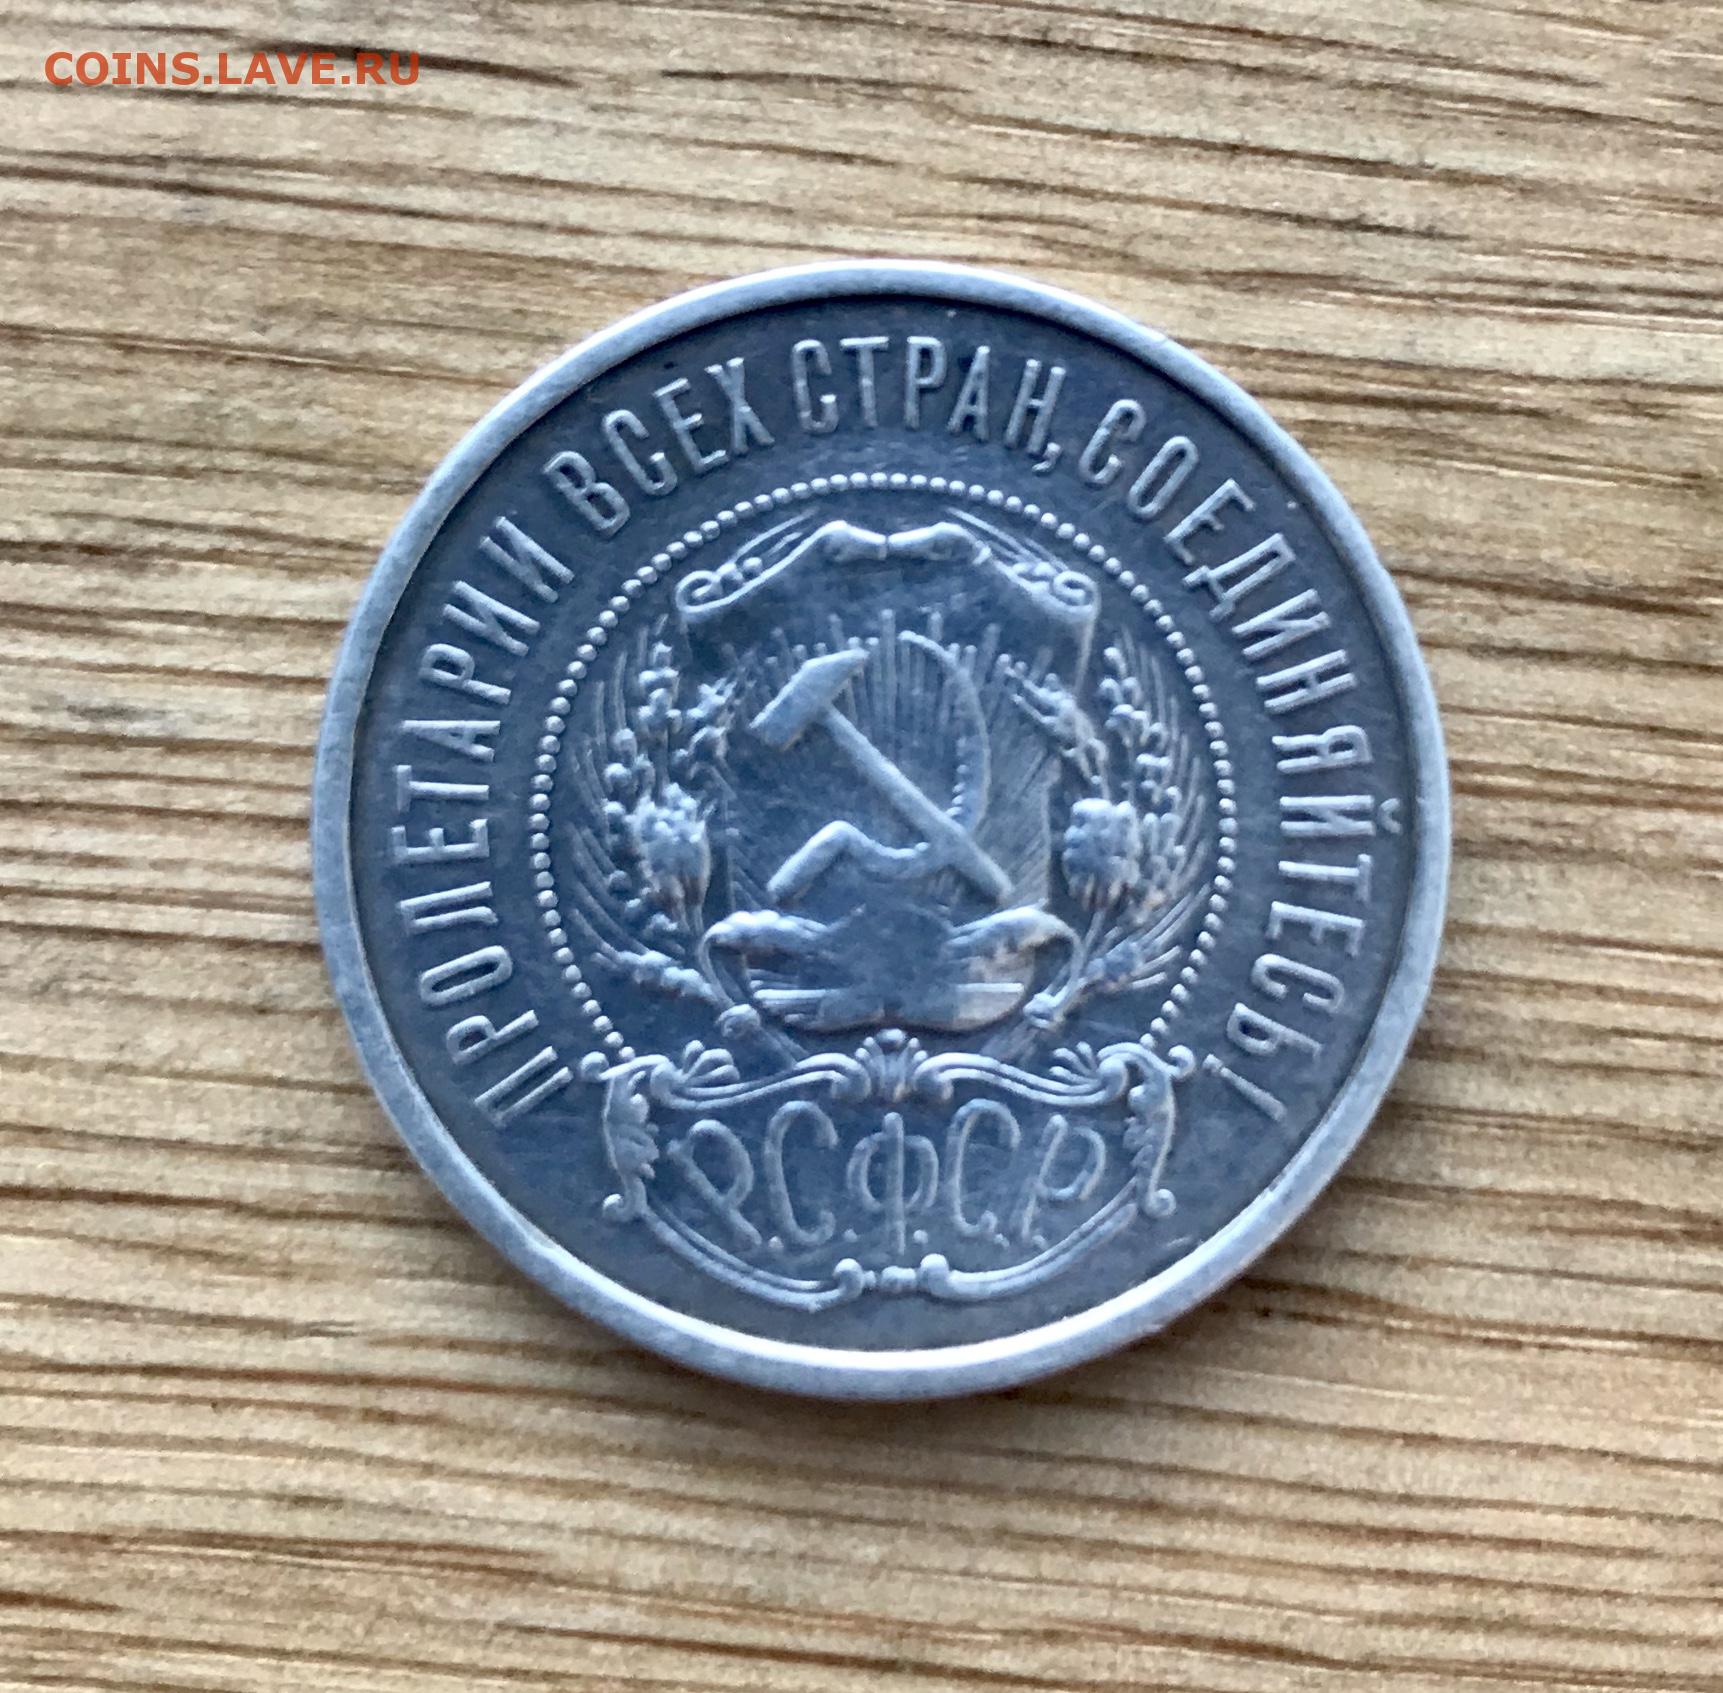 COINS.LAVE.RU
ПРОЛЕТАРИИ ВСЕХ СТРАН, СОЕДИНЯЙТЕСЬ!
Р.С.Ф.С.Р.